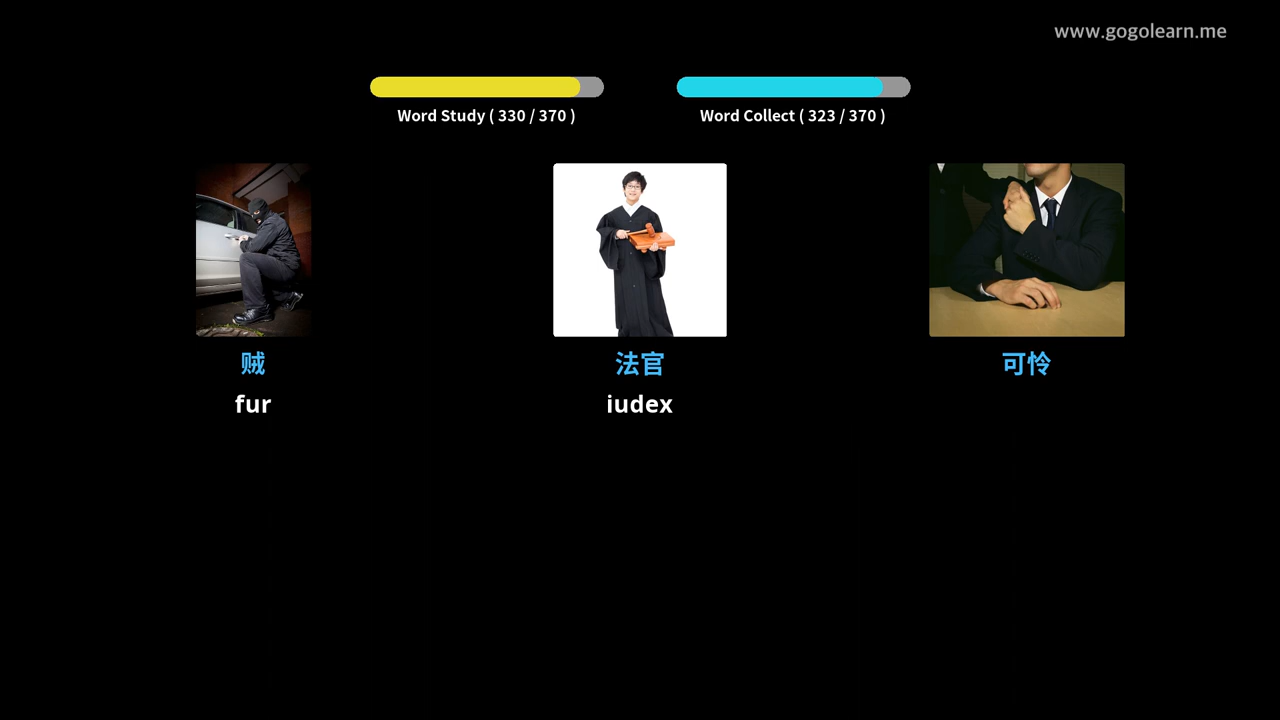 www.gogolearn.me
Word Study ( 330 / 370 )
Word Collect ( 323 / 370 )
贼
法官
可怜
fur
iudex